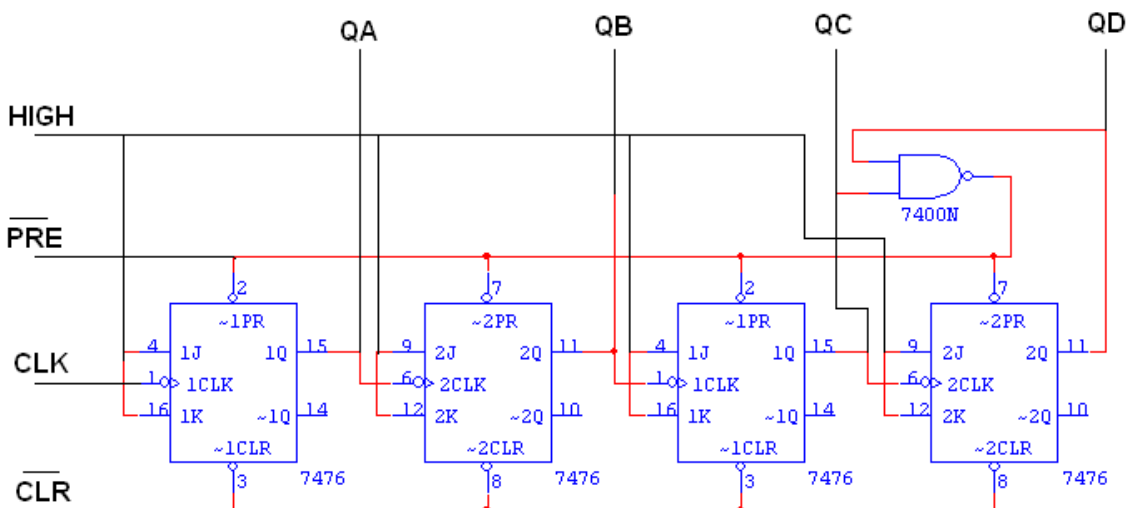 QA QB QC QD
HIGH
7400N
PRE
2 7 2 7
~1PR ~2PR ~1PR ~2PR
4 1J 1Q 15 9 2J 2Q 11 4 1J 1Q 15 9 2J 2Q 11
CLK 1 1CLK 6 2CLK 1 1CLK 6 2CLK
16 1K ~1Q 14 12 2K ~2Q 10 16 1K ~1Q 14 12 2K ~2Q 10
~1CLR ~2CLR ~1CLR ~2CLR
3 7476 8 7476 3 7476 8 7476
CLR